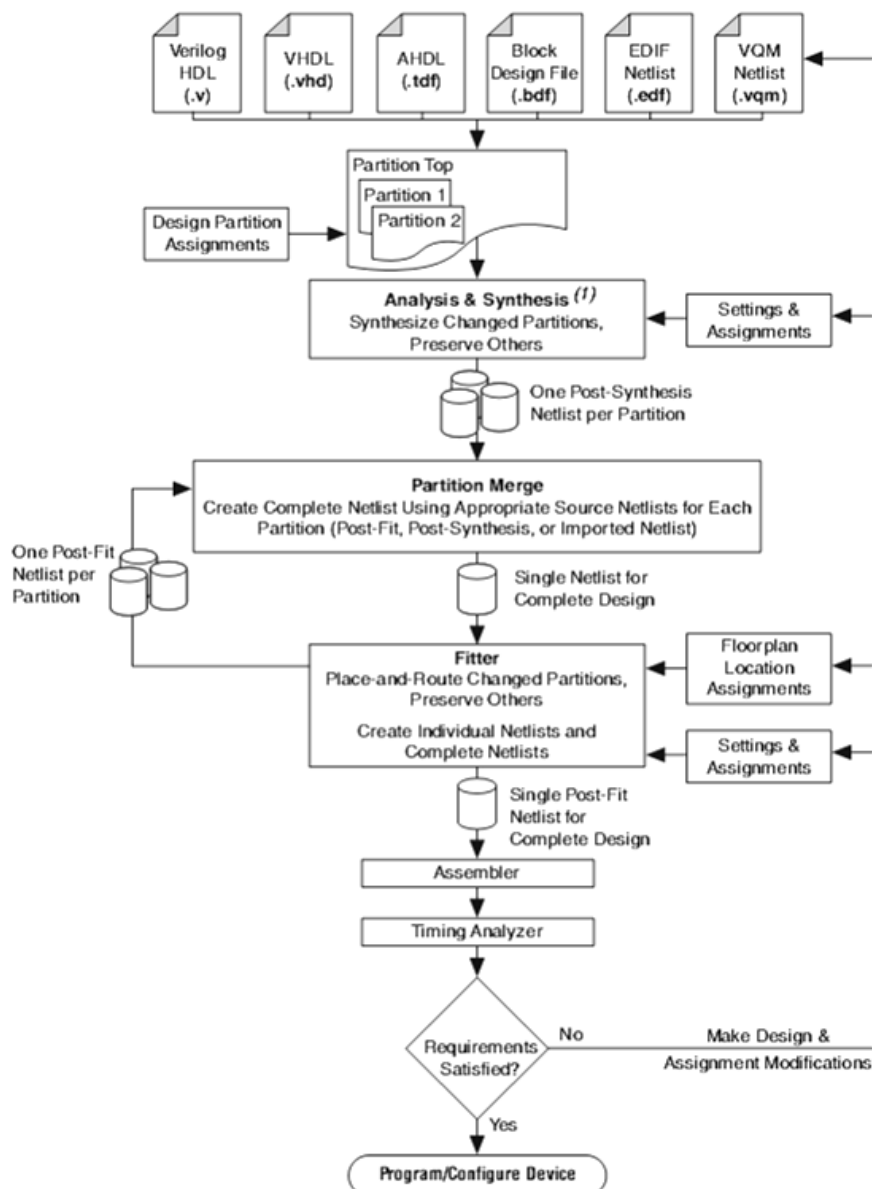 Verilog
HDL
(.v)
VHDL
(.vhd)
AHDL
(.tdf)
Block
Design File
(.bdf)
EDIF
Netlist
(.edf)
VQM
Netlist
(.vqm)
Partition Top
Partition 1
Partition 2
Design Partition
Assignments
Analysis & Synthesis (1)
Synthesize Changed Partitions,
Preserve Others
Settings &
Assignments
One Post-Synthesis
Netlist per Partition
Partition Merge
Create Complete Netlist Using Appropriate Source Netlists for Each
Partition (Post-Fit, Post-Synthesis, or Imported Netlist)
One Post-Fit
Netlist per
Partition
Single Netlist for
Complete Design
Fitter
Place-and-Route Changed Partitions,
Preserve Others
Create Individual Netlists and
Complete Netlists
Floorplan
Location
Assignments
Settings &
Assignments
Single Post-Fit
Netlist for
Complete Design
Assembler
Timing Analyzer
Requirements
Satisfied?
No
Make Design &
Assignment Modifications
Yes
Program/Configure Device